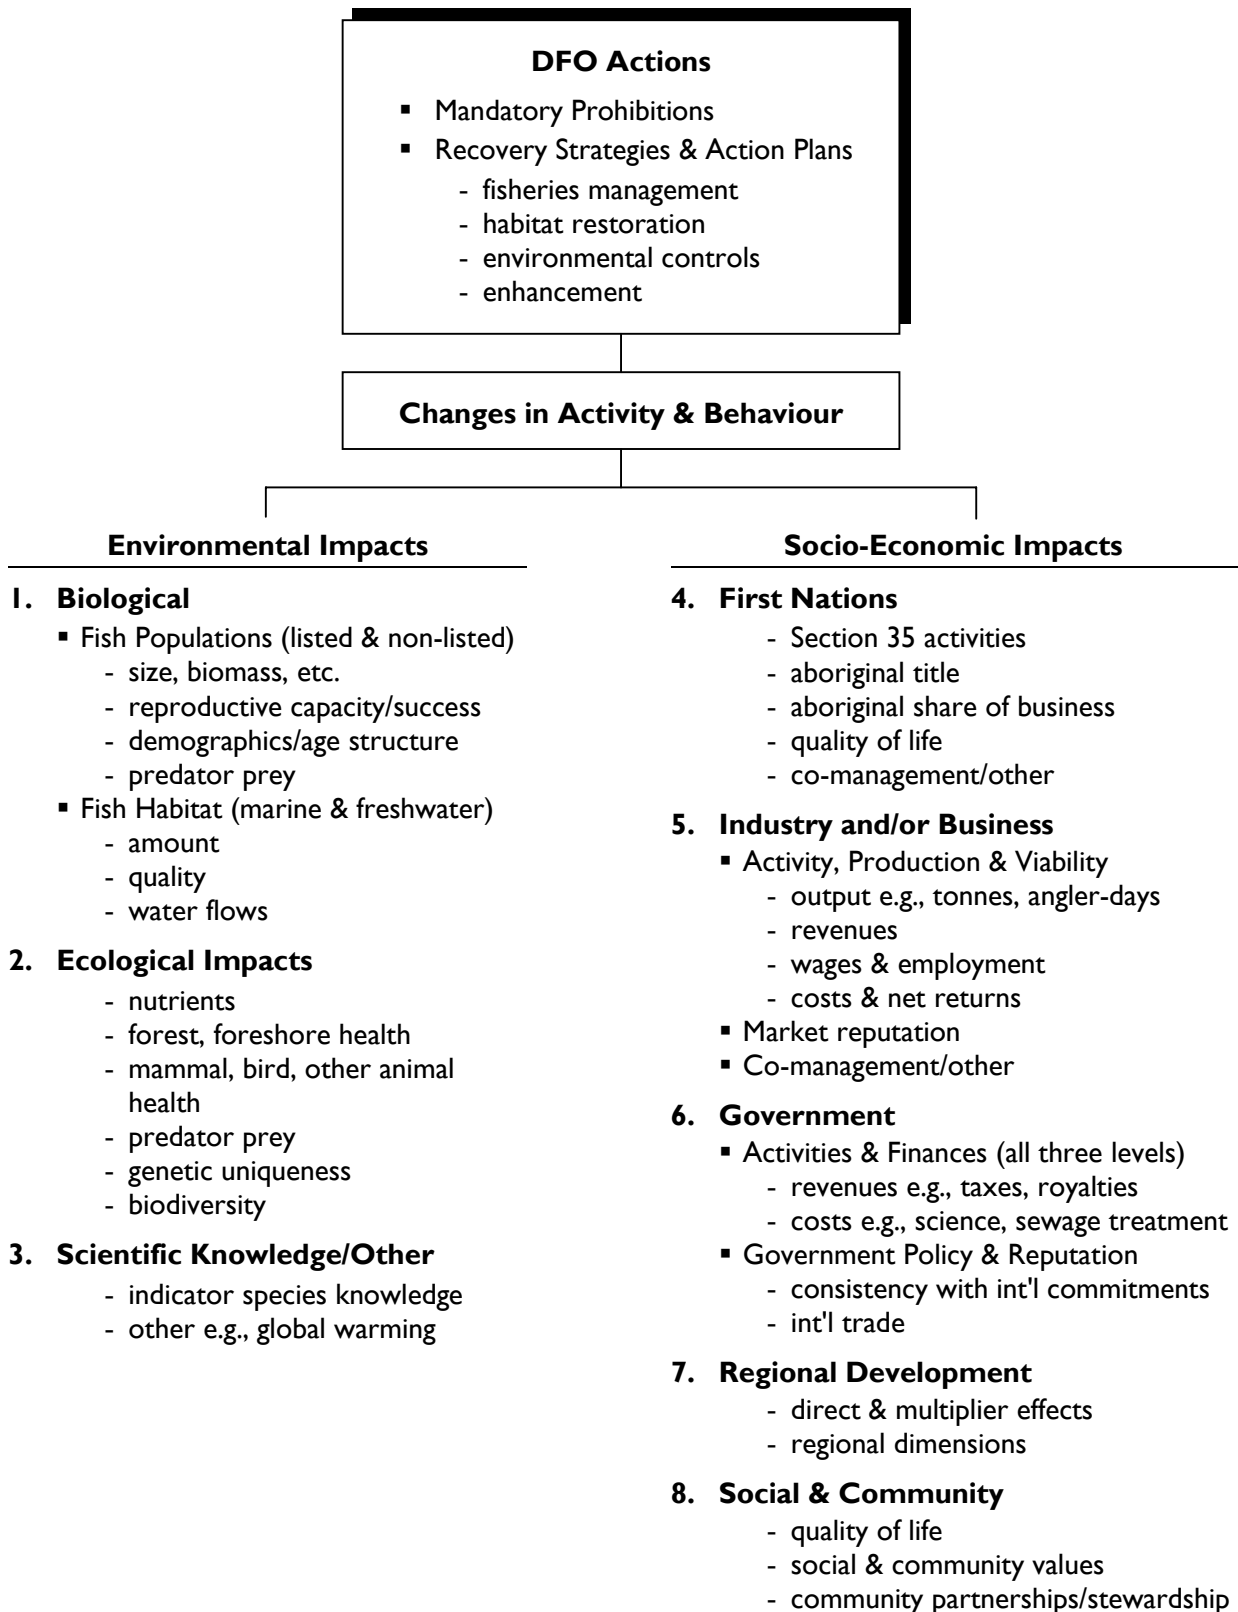 DFO Actions
▪ Mandatory Prohibitions
▪ Recovery Strategies & Action Plans
- fisheries management
- habitat restoration
- environmental controls
- enhancement
Changes in Activity & Behaviour
Environmental Impacts
1. Biological
▪ Fish Populations (listed & non-listed)
- size, biomass, etc.
- reproductive capacity/success
- demographics/age structure
- predator prey
▪ Fish Habitat (marine & freshwater)
- amount
- quality
- water flows
2. Ecological Impacts
- nutrients
- forest, foreshore health
- mammal, bird, other animal
health
- predator prey
- genetic uniqueness
- biodiversity
3. Scientific Knowledge/Other
- indicator species knowledge
- other e.g., global warming
Socio-Economic Impacts
4. First Nations
- Section 35 activities
- aboriginal title
- aboriginal share of business
- quality of life
- co-management/other
5. Industry and/or Business
▪ Activity, Production & Viability
- output e.g., tonnes, angler-days
- revenues
- wages & employment
- costs & net returns
▪ Market reputation
▪ Co-management/other
6. Government
▪ Activities & Finances (all three levels)
- revenues e.g., taxes, royalties
- costs e.g., science, sewage treatment
▪ Government Policy & Reputation
- consistency with int'l commitments
- int'l trade
7. Regional Development
- direct & multiplier effects
- regional dimensions
8. Social & Community
- quality of life
- social & community values
- community partnerships/stewardship